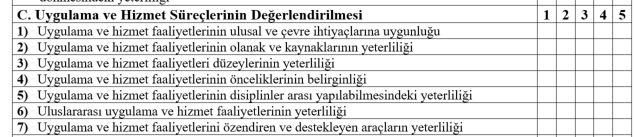 C. Uygulama ve Hizmet Süreçlerinin Değerlendirilmesi 1 2 3 4 5
1) Uygulama ve hizmet faaliyetlerinin ulusal ve çevre ihtiyaçlarına uygunluğu
2) Uygulama ve hizmet faaliyetlerinin olanak ve kaynaklarının yeterliliği
3) Uygulama ve hizmet faaliyetleri düzeylerinin yeterliliği
4) Uygulama ve hizmet faaliyetlerinin önceliklerinin belirginliği
5) Uygulama ve hizmet faaliyetlerinin disiplinler arası yapılabilmesindeki yeterliliği
6) Uluslararası uygulama ve hizmet faaliyetlerinin yeterliliği
7) Uygulama ve hizmet faaliyetlerini özendiren ve destekleyen araçların yeterliliği